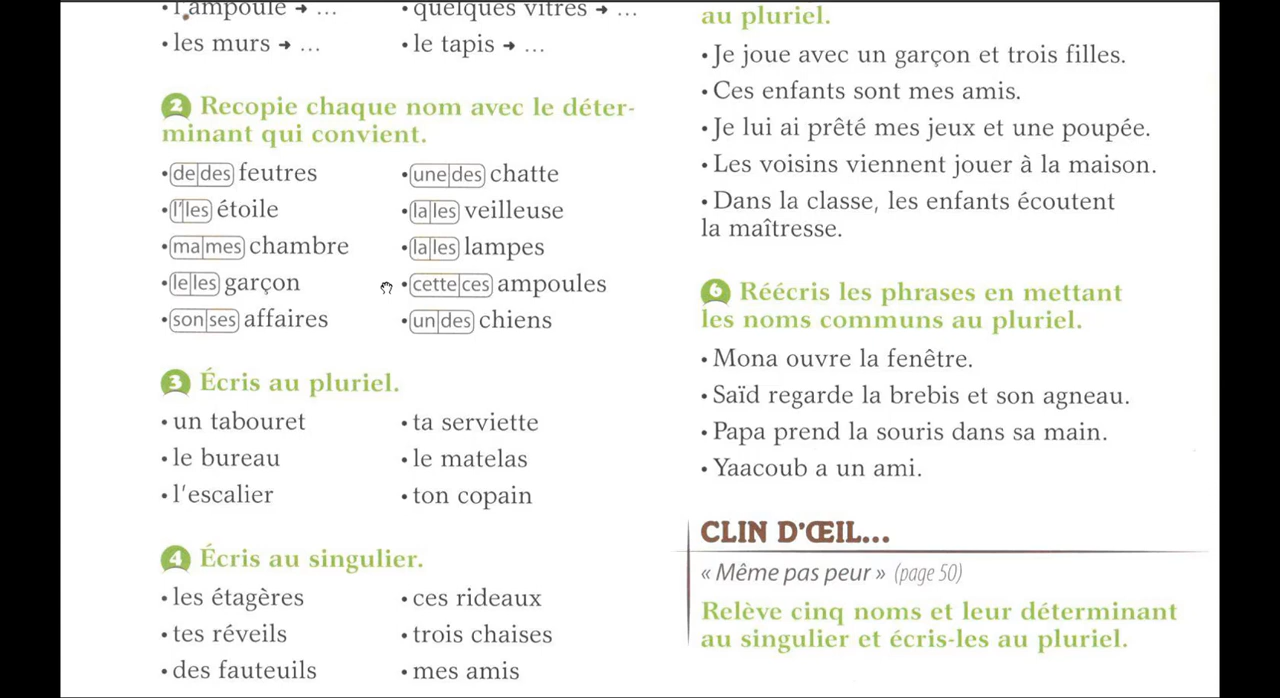 • l'ampoule → ...
• quelques vitres → ...
• les murs → ...
• le tapis → ...
2 Recopie chaque nom avec le déter-
minant qui convient.
• de|des feutres
• une|des chatte
• l'|les étoile
• la|les veilleuse
• ma|mes chambre
• la|les lampes
• le|les garçon
• cette|ces ampoules
• son|ses affaires
• un|des chiens
3 Écris au pluriel.
• un tabouret
• ta serviette
• le bureau
• le matelas
• l'escalier
• ton copain
4 Écris au singulier.
• les étagères
• ces rideaux
• tes réveils
• trois chaises
• des fauteuils
• mes amis
au pluriel.
• Je joue avec un garçon et trois filles.
• Ces enfants sont mes amis.
• Je lui ai prêté mes jeux et une poupée.
• Les voisins viennent jouer à la maison.
• Dans la classe, les enfants écoutent
la maîtresse.
6 Réécris les phrases en mettant
les noms communs au pluriel.
• Mona ouvre la fenêtre.
• Saïd regarde la brebis et son agneau.
• Papa prend la souris dans sa main.
• Yaacoub a un ami.
CLIN D'ŒIL...
« Même pas peur » (page 50)
Relève cinq noms et leur déterminant
au singulier et écris-les au pluriel.